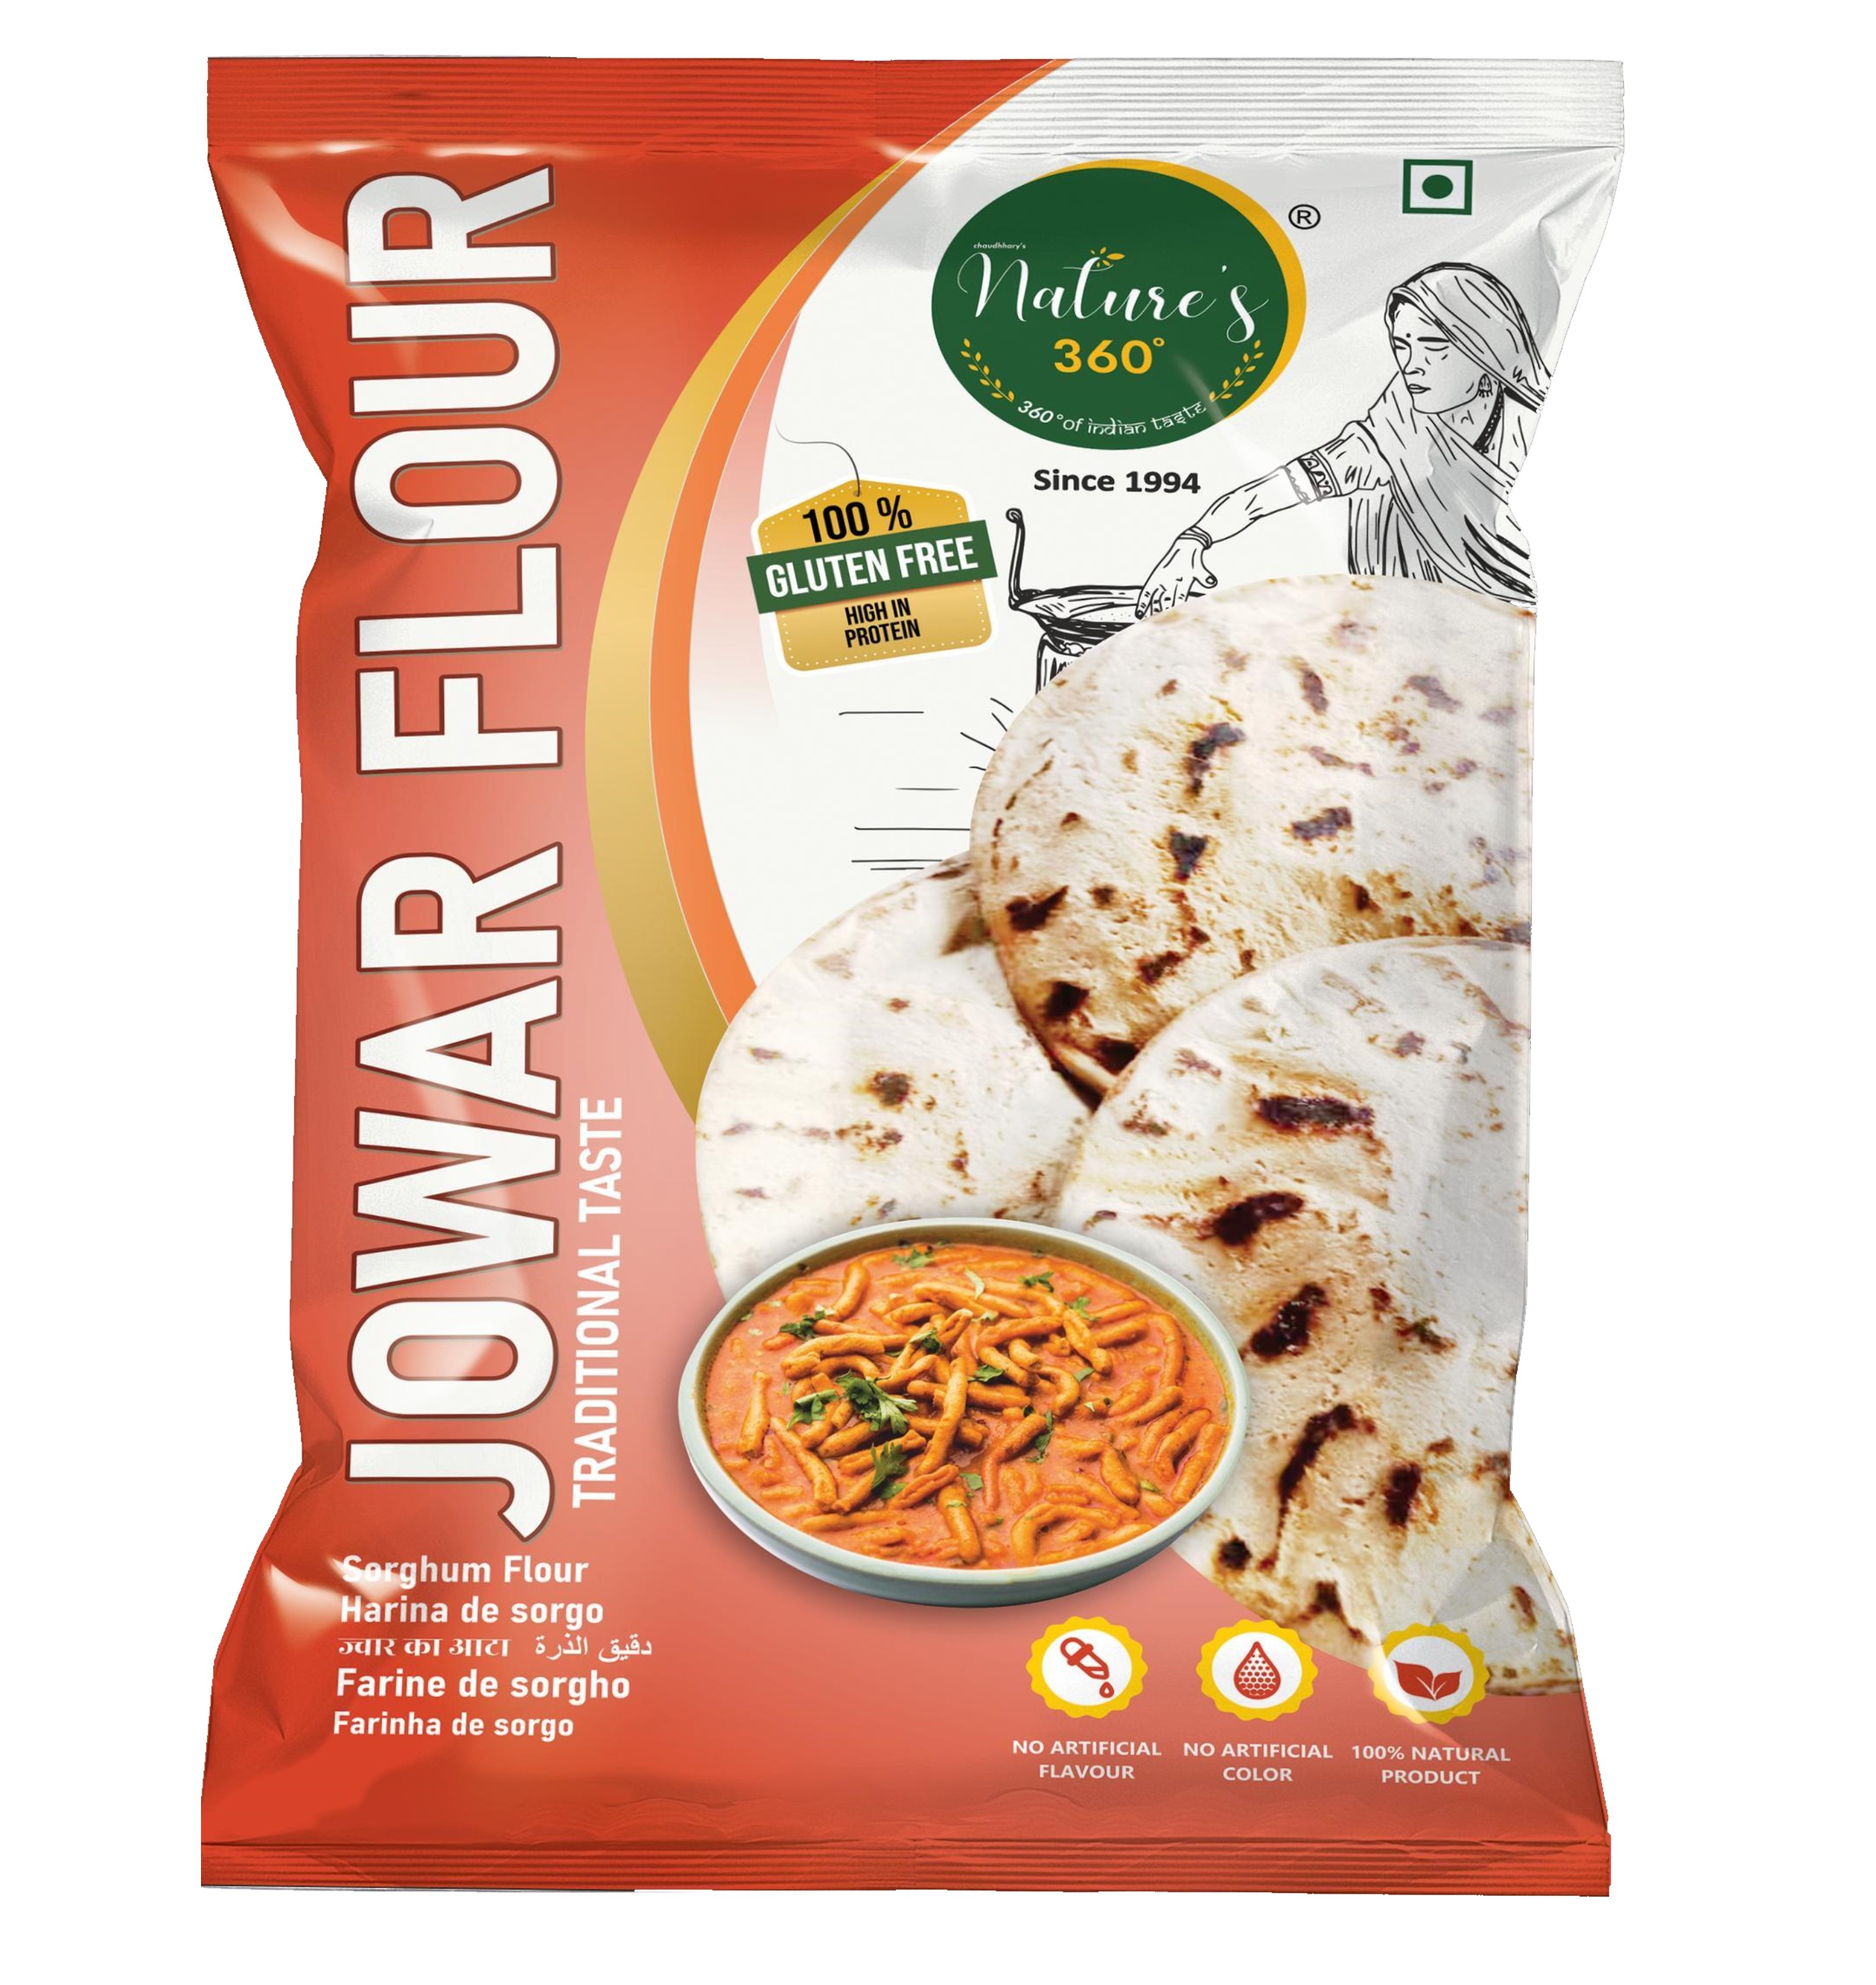 JOWAR FLOUR
TRADITIONAL TASTE
chaudhhary's
Nature's
360°
360° of indian taste
®
Since 1994
100 %
GLUTEN FREE
HIGH IN
PROTEIN
Sorghum Flour
Harina de sorgo
ज्वार का आटा دقيق الذرة
Farine de sorgho
Farinha de sorgo
NO ARTIFICIAL
FLAVOUR
NO ARTIFICIAL
COLOR
100% NATURAL
PRODUCT